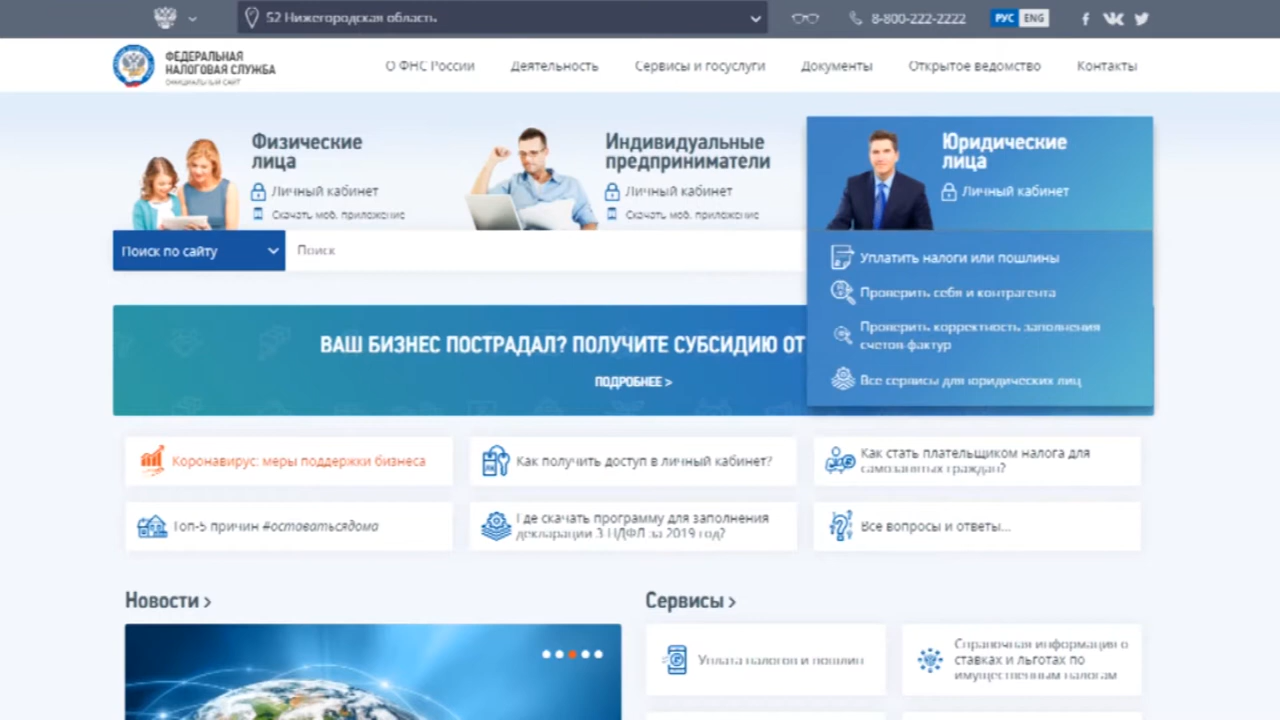 52 Нижегородская область
8-800-222-2222
РУС ENG
ФЕДЕРАЛЬНАЯ
НАЛОГОВАЯ СЛУЖБА
ОФИЦИАЛЬНЫЙ САЙТ
О ФНС России
Деятельность
Сервисы и госуслуги
Документы
Открытое ведомство
Контакты
Физические
лица
Личный кабинет
Скачать моб. приложение
Индивидуальные
предприниматели
Личный кабинет
Скачать моб. приложение
Юридические
лица
Личный кабинет
Уплатить налоги или пошлины
Проверить себя и контрагента
Проверить корректность заполнения
счетов-фактур
Все сервисы для юридических лиц
Поиск по сайту
Поиск
ВАШ БИЗНЕС ПОСТРАДАЛ? ПОЛУЧИТЕ СУБСИДИЮ ОТ
ПОДРОБНЕЕ >
Коронавирус: меры поддержки бизнеса
Как получить доступ в личный кабинет?
Как стать плательщиком налога для
самозанятых граждан?
Топ-5 причин #оставатьсядома
Где скачать программу для заполнения
декларации 3-НДФЛ за 2019 год?
Все вопросы и ответы...
Новости >
Сервисы >
Уплата налогов и пошлин
Справочная информация о
ставках и льготах по
имущественным налогам